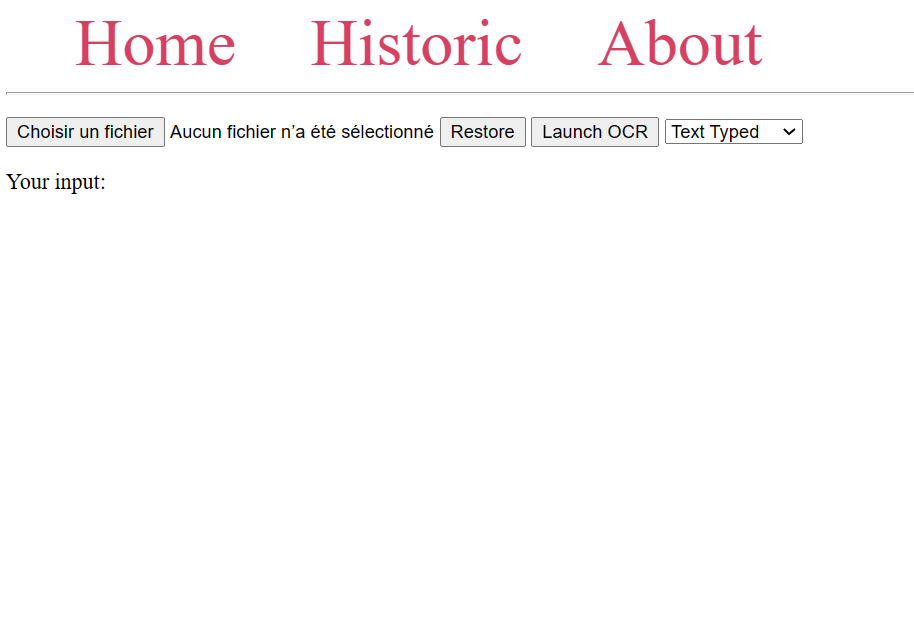 Home Historic About
Choisir un fichier Aucun fichier n’a été sélectionné Restore Launch OCR Text Typed
Your input: